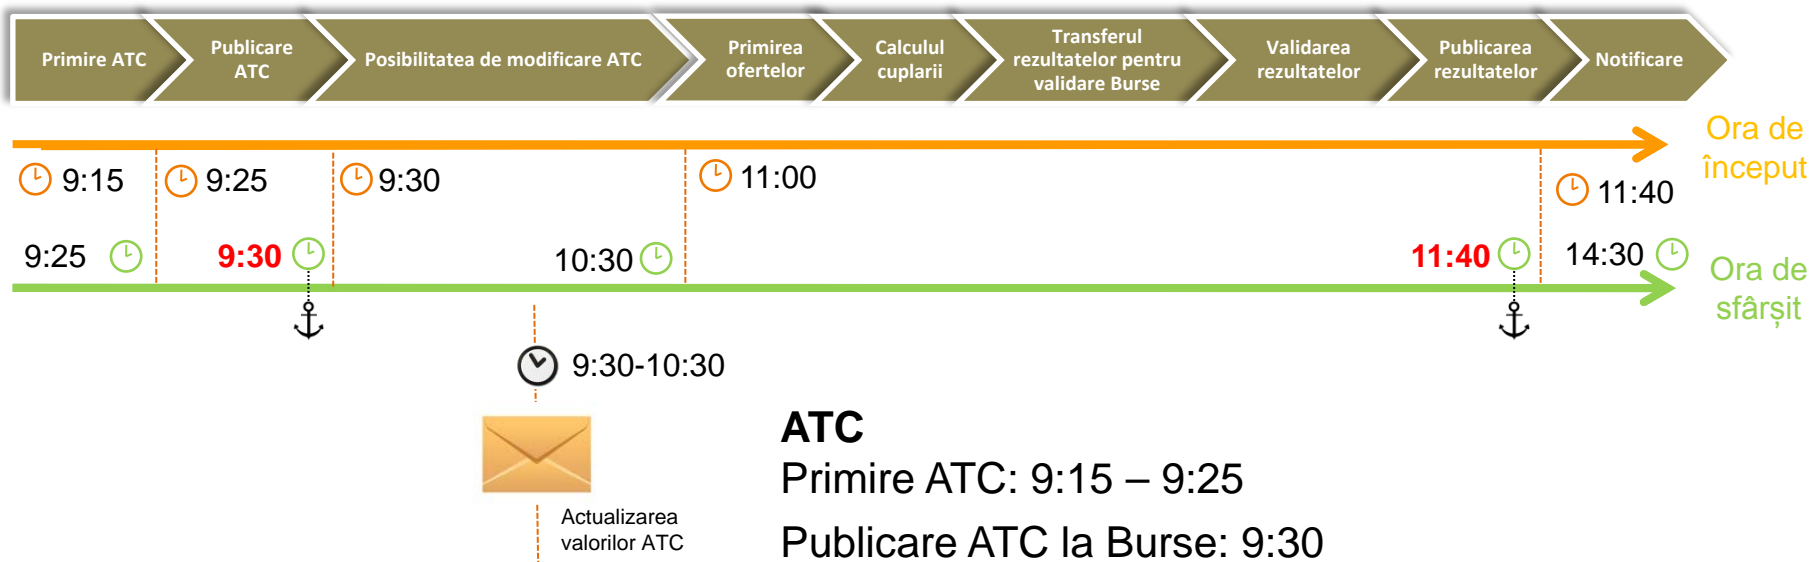 Primire ATC
Publicare
ATC
Posibilitatea de modificare ATC
Primirea
ofertelor
Calculul
cuplarii
Transferul
rezultatelor pentru
validare Burse
Validarea
rezultatelor
Publicarea
rezultatelor
Notificare
Ora de
început
9:15
9:25
9:30
11:00
11:40
9:25
9:30
10:30
11:40
14:30
Ora de
sfârșit
9:30-10:30
Actualizarea
valorilor ATC
ATC
Primire ATC: 9:15 – 9:25
Publicare ATC la Burse: 9:30